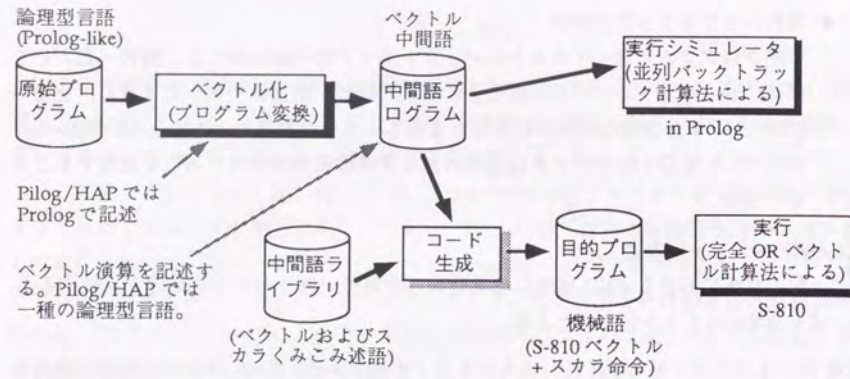 論理型言語
(Prolog-like)
原始プロ
グラム
ベクトル化
(プログラム変換)
ベクトル
中間語
中間語プ
ログラム
実行シミュレータ
(並列バックトラッ
ク計算法による)
in Prolog
Pilog/HAP では
Prolog で記述
ベクトル演算を記述す
る。Pilog/HAP では
一種の論理型言語。
中間語ラ
イブラリ
(ベクトルおよびス
カラくみこみ述語)
コード
生成
目的プロ
グラム
機械語
(S-810 ベクトル
+ スカラ命令)
実行
(完全 OR ベクト
ル計算法による)
S-810